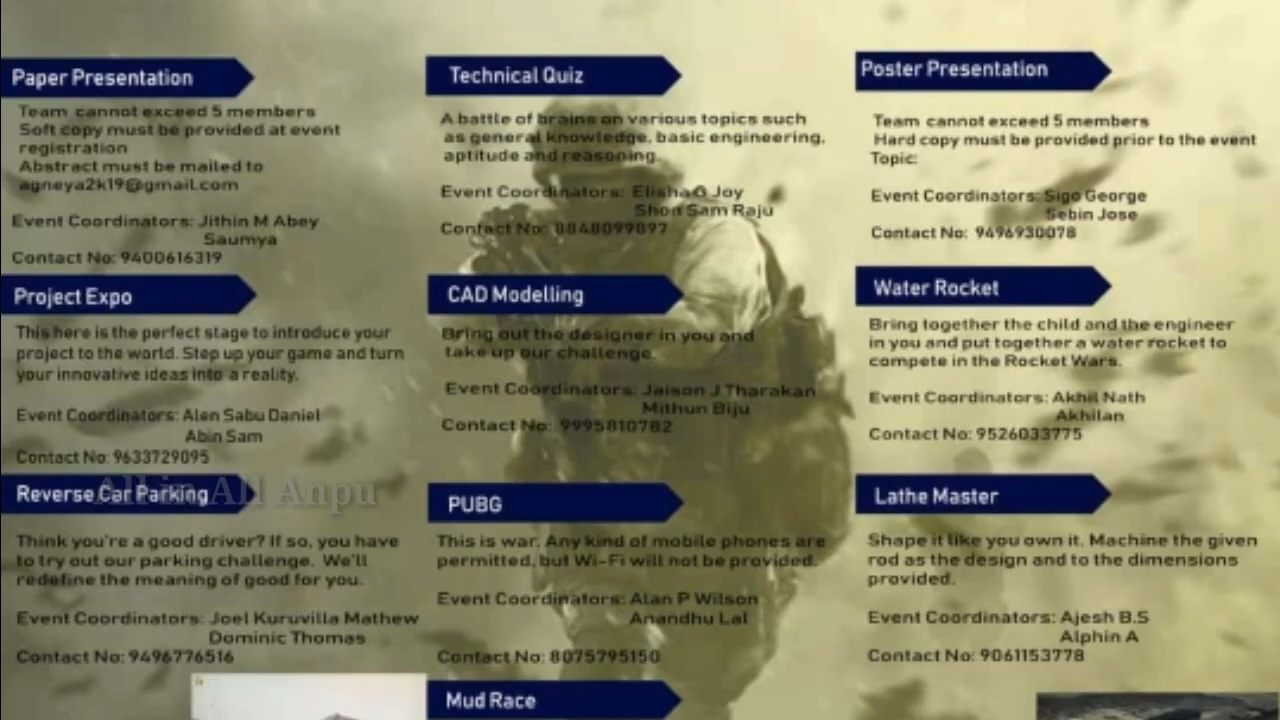 Paper Presentation
Team cannot exceed 5 members
Soft copy must be provided at event
registration
Abstract must be mailed to
agneya2k19@gmail.com
Event Coordinators: Jithin M Abey
Saumya
Contact No: 9400616319
Technical Quiz
A battle of brains on various topics such
as general knowledge, basic engineering,
aptitude and reasoning.
Event Coordinators: Elisha G Joy
Shon Sam Raju
Contact No: 8848099897
Poster Presentation
Team cannot exceed 5 members
Hard copy must be provided prior to the event
Topic:
Event Coordinators: Sigo George
Sebin Jose
Contact No: 9496930078
Project Expo
This here is the perfect stage to introduce your
project to the world. Step up your game and turn
your innovative ideas into a reality.
Event Coordinators: Alen Sabu Daniel
Abin Sam
Contact No: 9633729095
CAD Modelling
Bring out the designer in you and
take up our challenge.
Event Coordinators: Jaison J Tharakan
Mithun Biju
Contact No: 9995810782
Water Rocket
Bring together the child and the engineer
in you and put together a water rocket to
compete in the Rocket Wars.
Event Coordinators: Akhil Nath
Akhilan
Contact No: 9526033775
Reverse Car Parking
All in All Anpu
Think you're a good driver? If so, you have
to try out our parking challenge. We'll
redefine the meaning of good for you.
Event Coordinators: Joel Kuruvilla Mathew
Dominic Thomas
Contact No: 9496776516
PUBG
This is war. Any kind of mobile phones are
permitted, but Wi-Fi will not be provided.
Event Coordinators: Alan P Wilson
Anandhu Lal
Contact No: 8075795150
Lathe Master
Shape it like you own it. Machine the given
rod as the design and to the dimensions
provided.
Event Coordinators: Ajesh B.S
Alphin A
Contact No: 9061153778
Mud Race